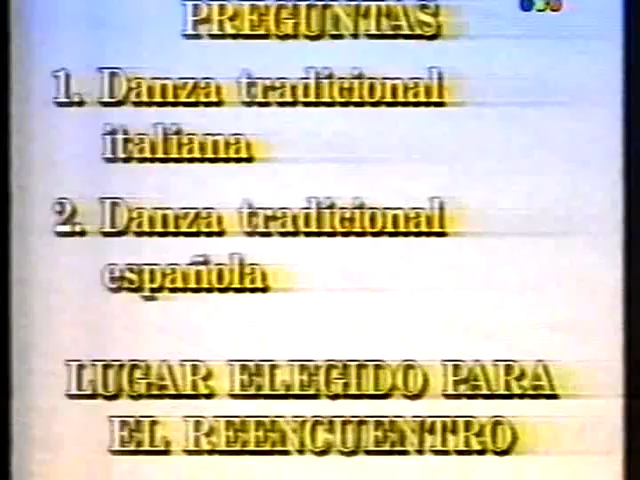 PREGUNTAS
1. Danza tradicional
italiana
2. Danza tradicional
española
LUGAR ELEGIDO PARA
EL REENCUENTRO